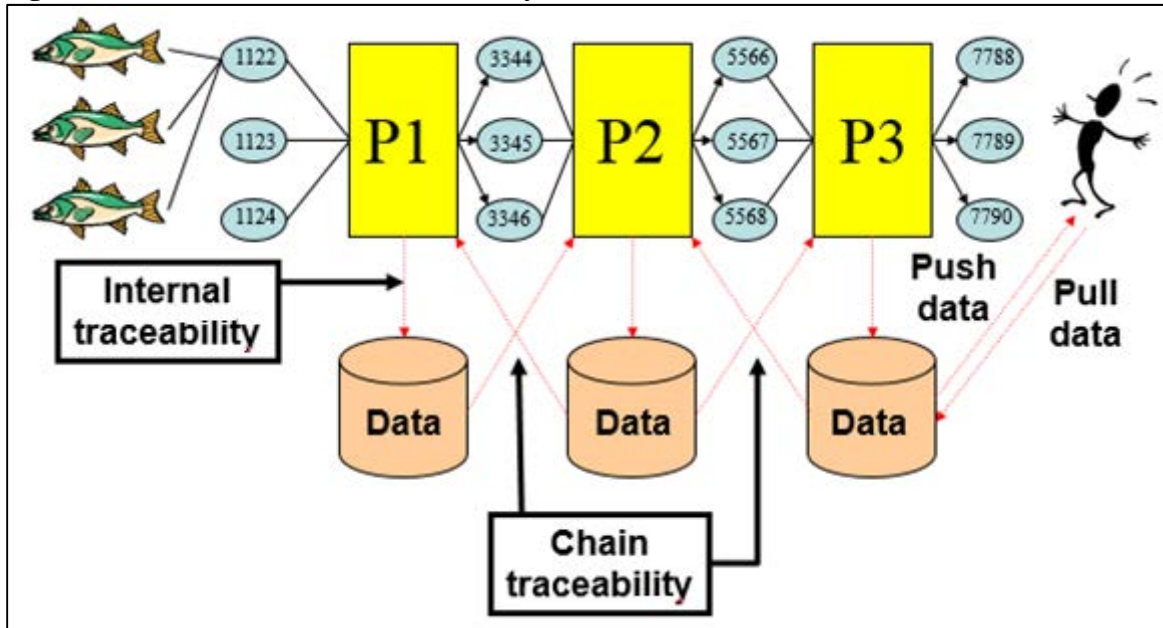 1122
1123
1124
P1
3344
3345
3346
P2
5566
5567
5568
P3
7788
7789
7790
Internal
traceability
Push
data
Pull
data
Data
Data
Data
Chain
traceability